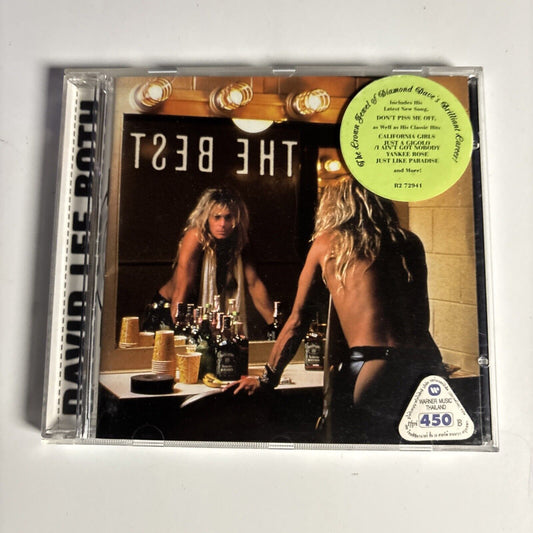 DAVID LEE ROTH
THE BEST
The Crown Jewel of Diamond Dave's Brilliant Career!
Includes His
Latest New Song,
DON'T PISS ME OFF,
as Well as His Classic Hits:
CALIFORNIA GIRLS
JUST A GIGOLO
/I AIN'T GOT NOBODY
YANKEE ROSE
JUST LIKE PARADISE
and More!
R2 72941
WARNER MUSIC
THAILAND
450 B